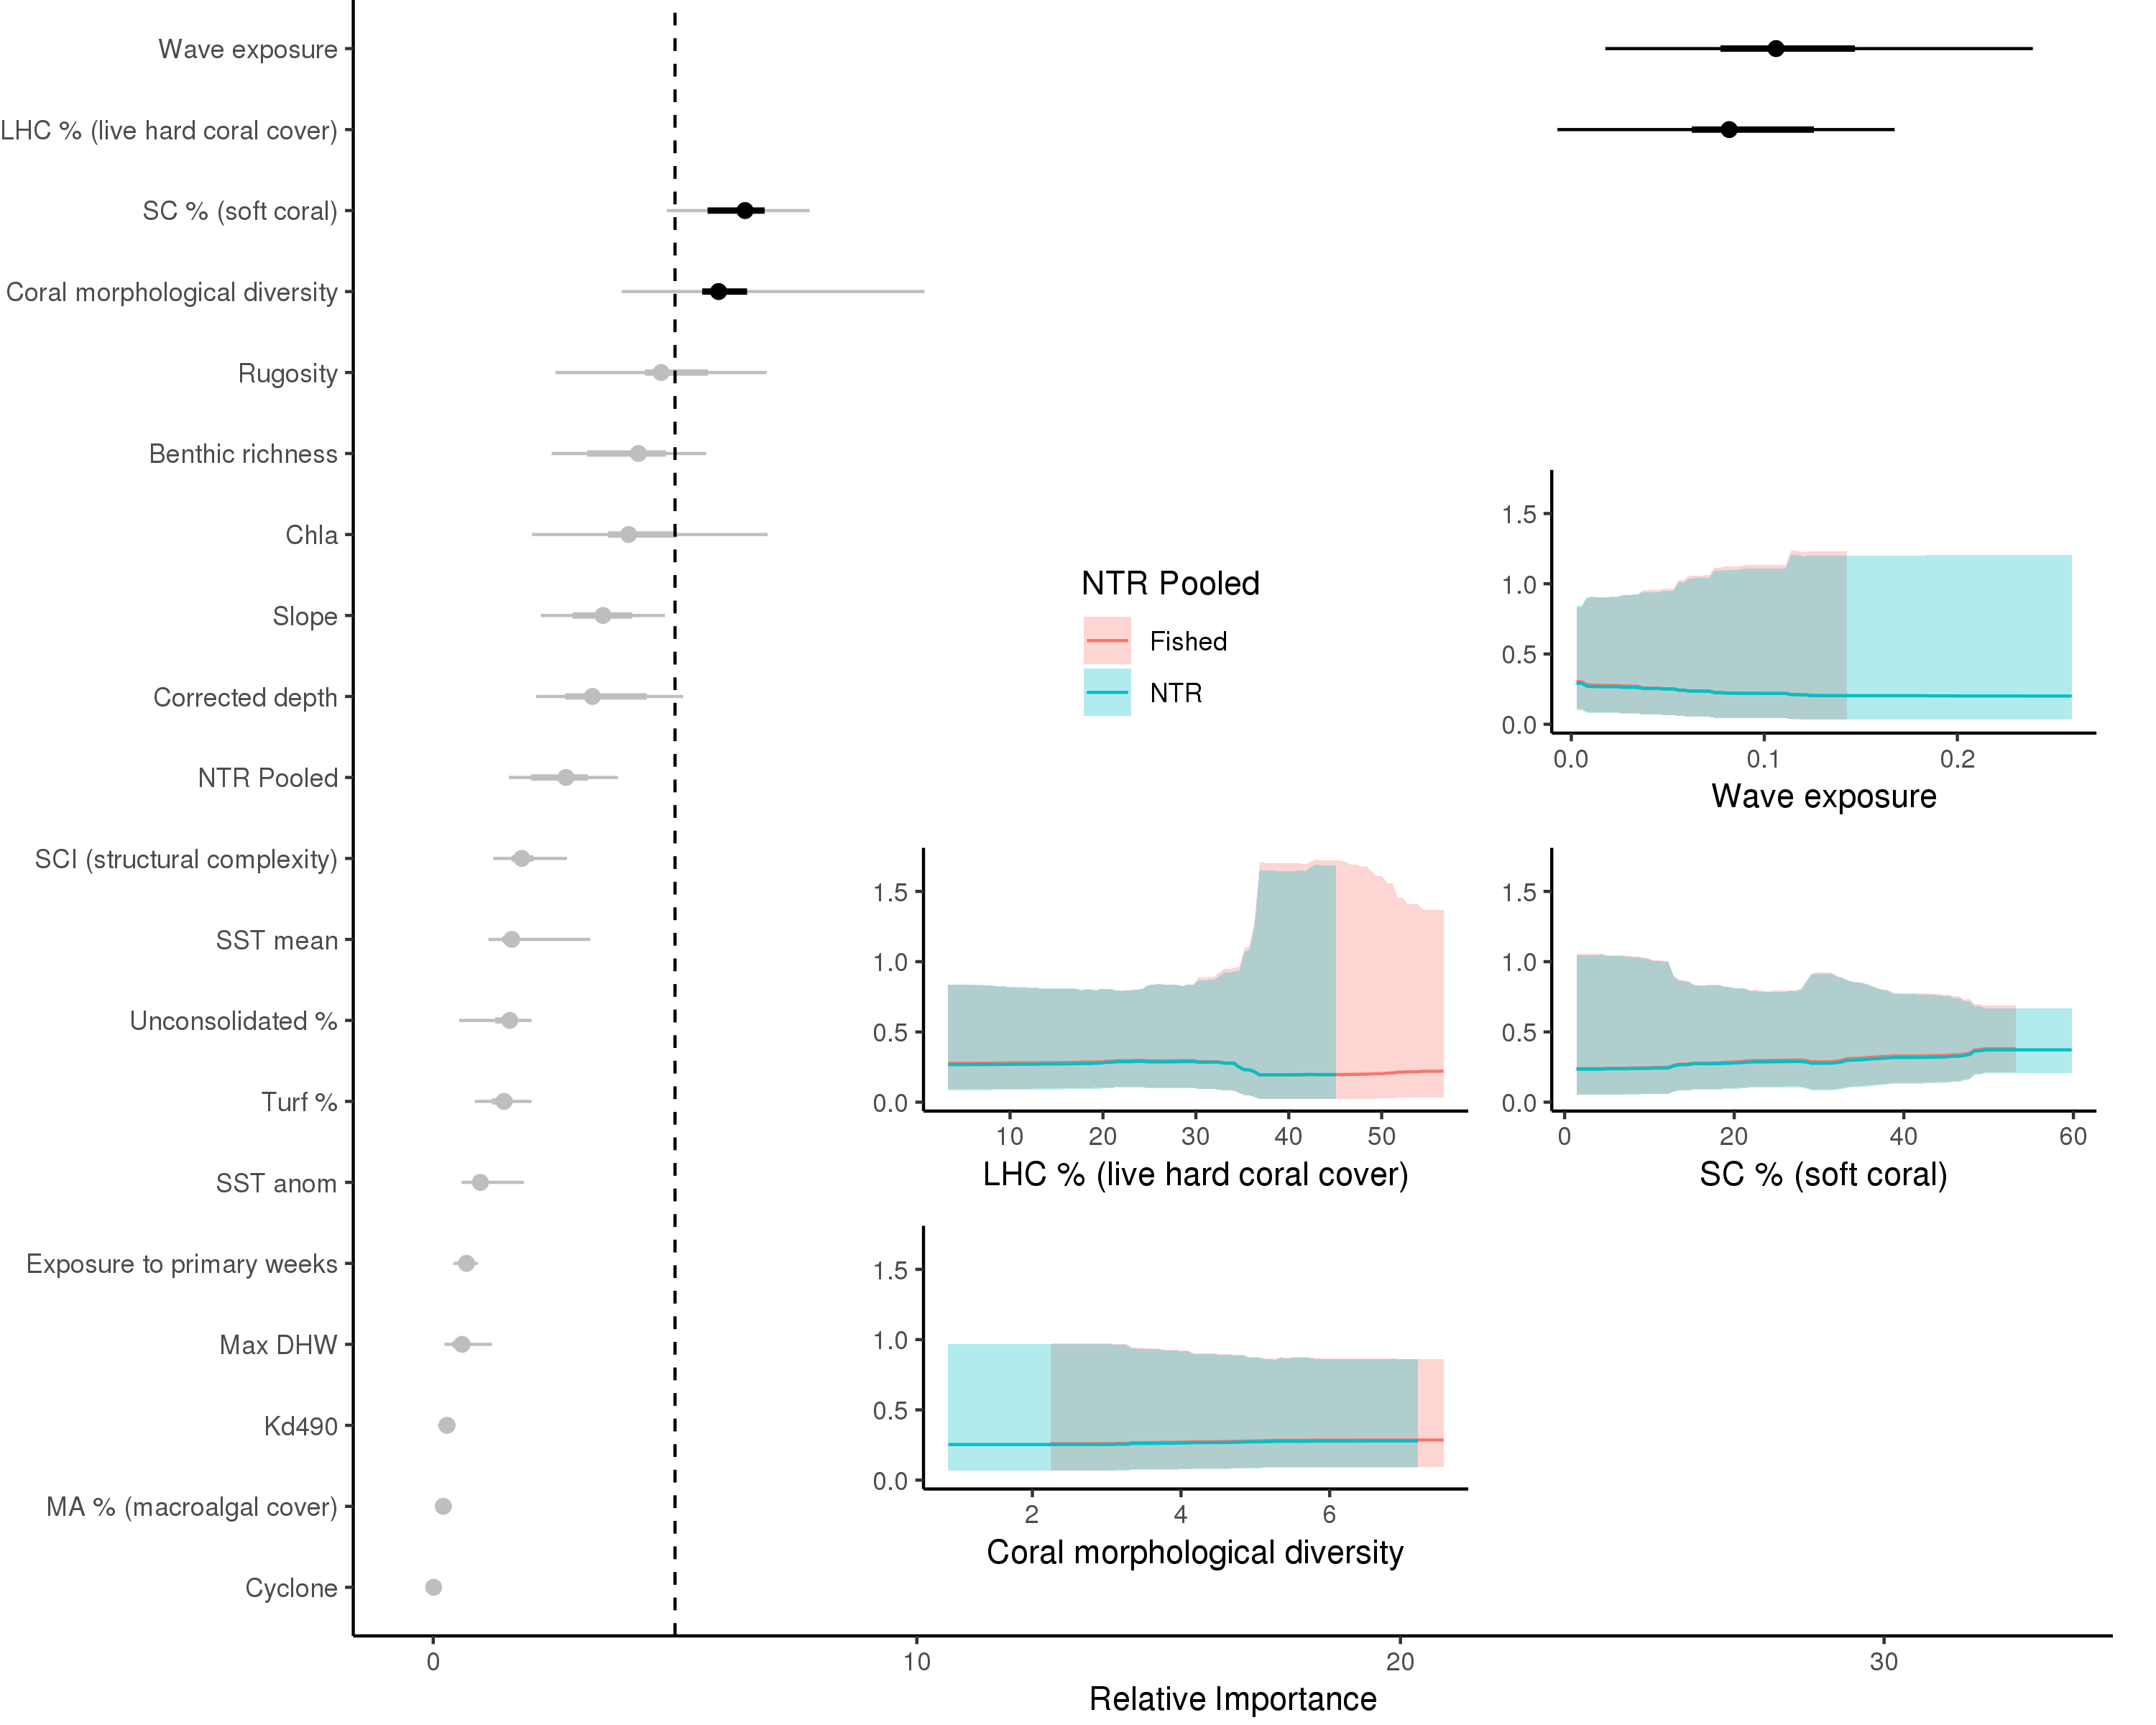 Wave exposure
LHC % (live hard coral cover)
SC % (soft coral)
Coral morphological diversity
Rugosity
Benthic richness
Chla
Slope
Corrected depth
NTR Pooled
SCI (structural complexity)
SST mean
Unconsolidated %
Turf %
SST anom
Exposure to primary weeks
Max DHW
Kd490
MA % (macroalgal cover)
Cyclone
0 10 20 30
Relative Importance
NTR Pooled
Fished
NTR
1.5
1.0
0.5
0.0
0.0 0.1 0.2
Wave exposure
1.5
1.0
0.5
0.0
10 20 30 40 50
LHC % (live hard coral cover)
1.5
1.0
0.5
0.0
0 20 40 60
SC % (soft coral)
1.5
1.0
0.5
0.0
2 4 6
Coral morphological diversity